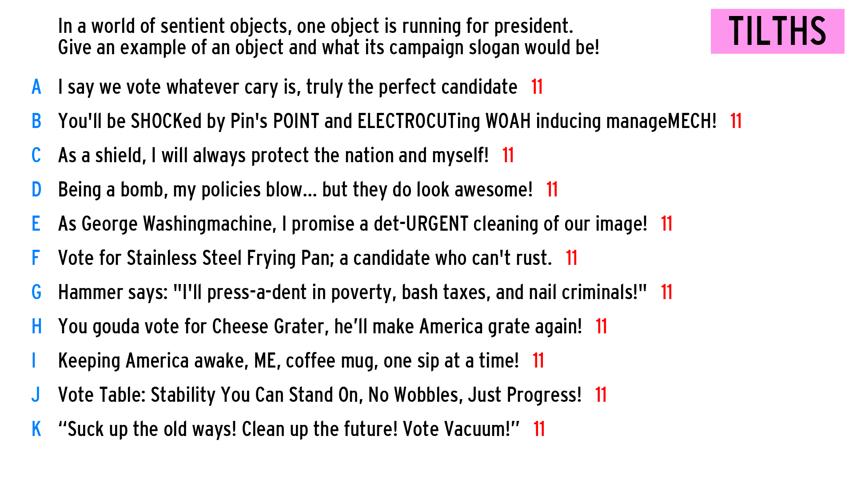 In a world of sentient objects, one object is running for president.
Give an example of an object and what its campaign slogan would be!
TILTHS
A I say we vote whatever cary is, truly the perfect candidate 11
B You'll be SHOCKed by Pin's POINT and ELECTROCUTing WOAH inducing manageMECH! 11
C As a shield, I will always protect the nation and myself! 11
D Being a bomb, my policies blow... but they do look awesome! 11
E As George Washingmachine, I promise a det-URGENT cleaning of our image! 11
F Vote for Stainless Steel Frying Pan; a candidate who can't rust. 11
G Hammer says: "I'll press-a-dent in poverty, bash taxes, and nail criminals!" 11
H You gouda vote for Cheese Grater, he’ll make America grate again! 11
I Keeping America awake, ME, coffee mug, one sip at a time! 11
J Vote Table: Stability You Can Stand On, No Wobbles, Just Progress! 11
K “Suck up the old ways! Clean up the future! Vote Vacuum!” 11